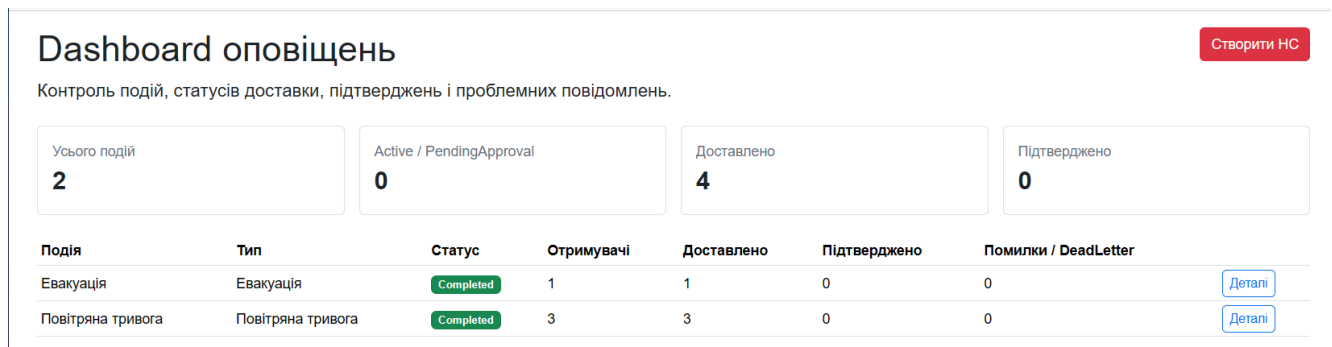 Dashboard оповіщень
Створити НС
Контроль подій, статусів доставки, підтверджень і проблемних повідомлень.
Усього подій
2
Active / PendingApproval
0
Доставлено
4
Підтверджено
0
Подія Тип Статус Отримувачі Доставлено Підтверджено Помилки / DeadLetter
Евакуація Евакуація Completed 1 1 0 0 Деталі
Повітряна тривога Повітряна тривога Completed 3 3 0 0 Деталі